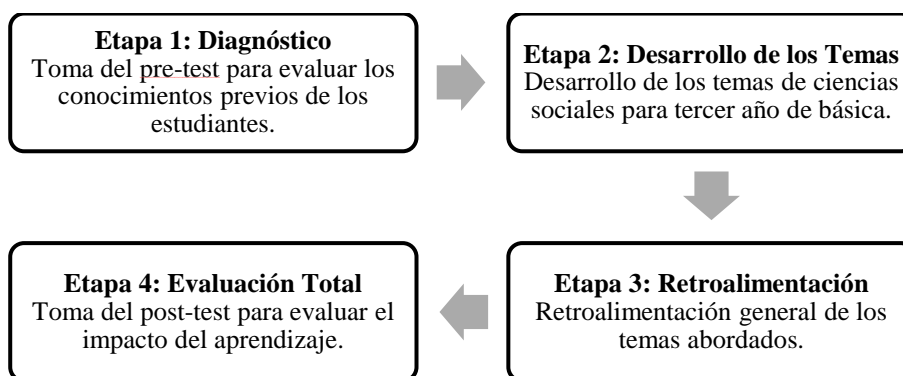 Etapa 1: Diagnóstico
Toma del pre-test para evaluar los
conocimientos previos de los
estudiantes.
Etapa 2: Desarrollo de los Temas
Desarrollo de los temas de ciencias
sociales para tercer año de básica.
Etapa 3: Retroalimentación
Retroalimentación general de los
temas abordados.
Etapa 4: Evaluación Total
Toma del post-test para evaluar el
impacto del aprendizaje.